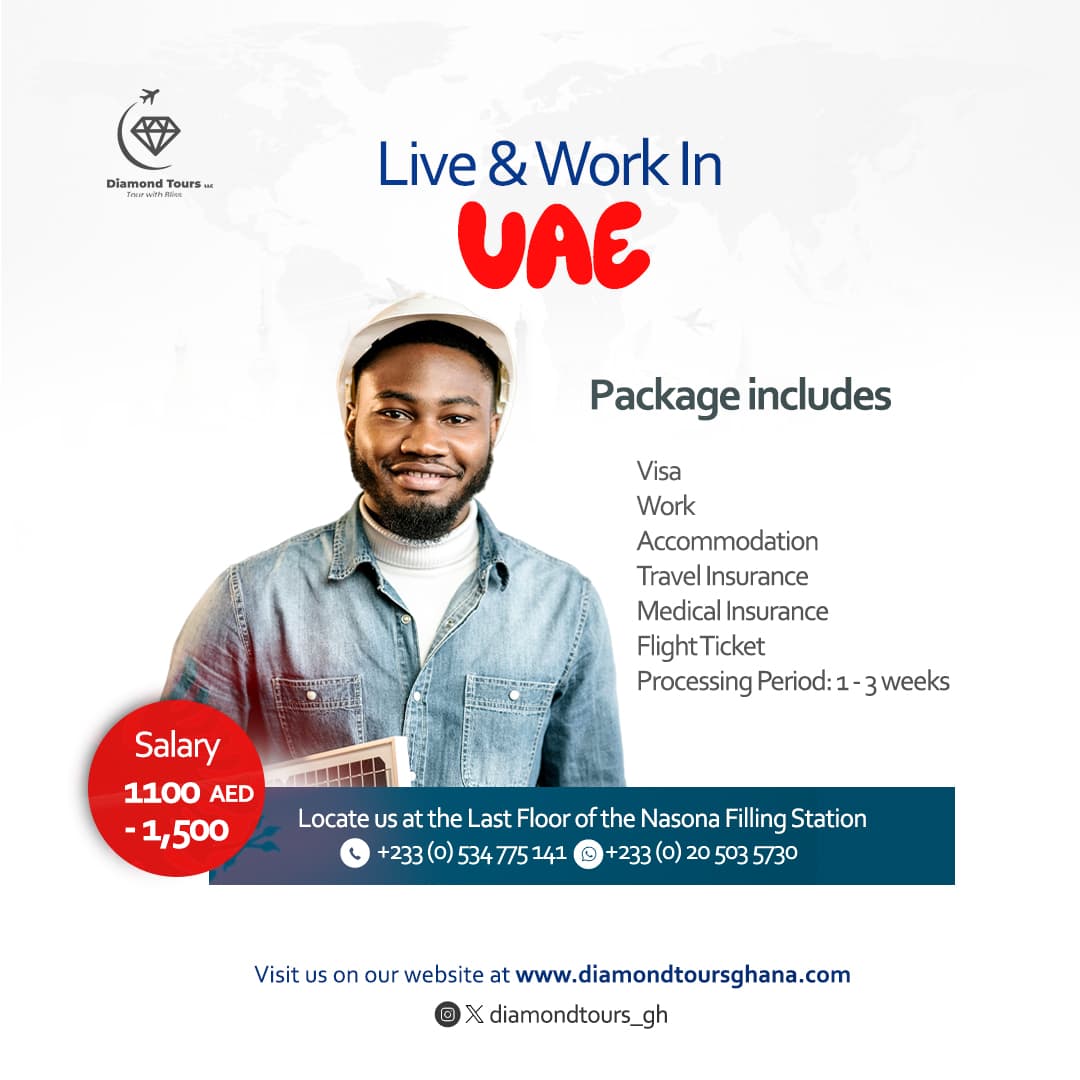 Diamond Tours LLC
Tour with Bliss
Live & Work In
UAE
Package includes
Visa
Work
Accommodation
Travel Insurance
Medical Insurance
Flight Ticket
Processing Period: 1 - 3 weeks
Salary
1100 AED
- 1,500
Locate us at the Last Floor of the Nasona Filling Station
+233 (0) 534 775 141 +233 (0) 20 503 5730
Visit us on our website at www.diamondtoursghana.com
diamondtours_gh